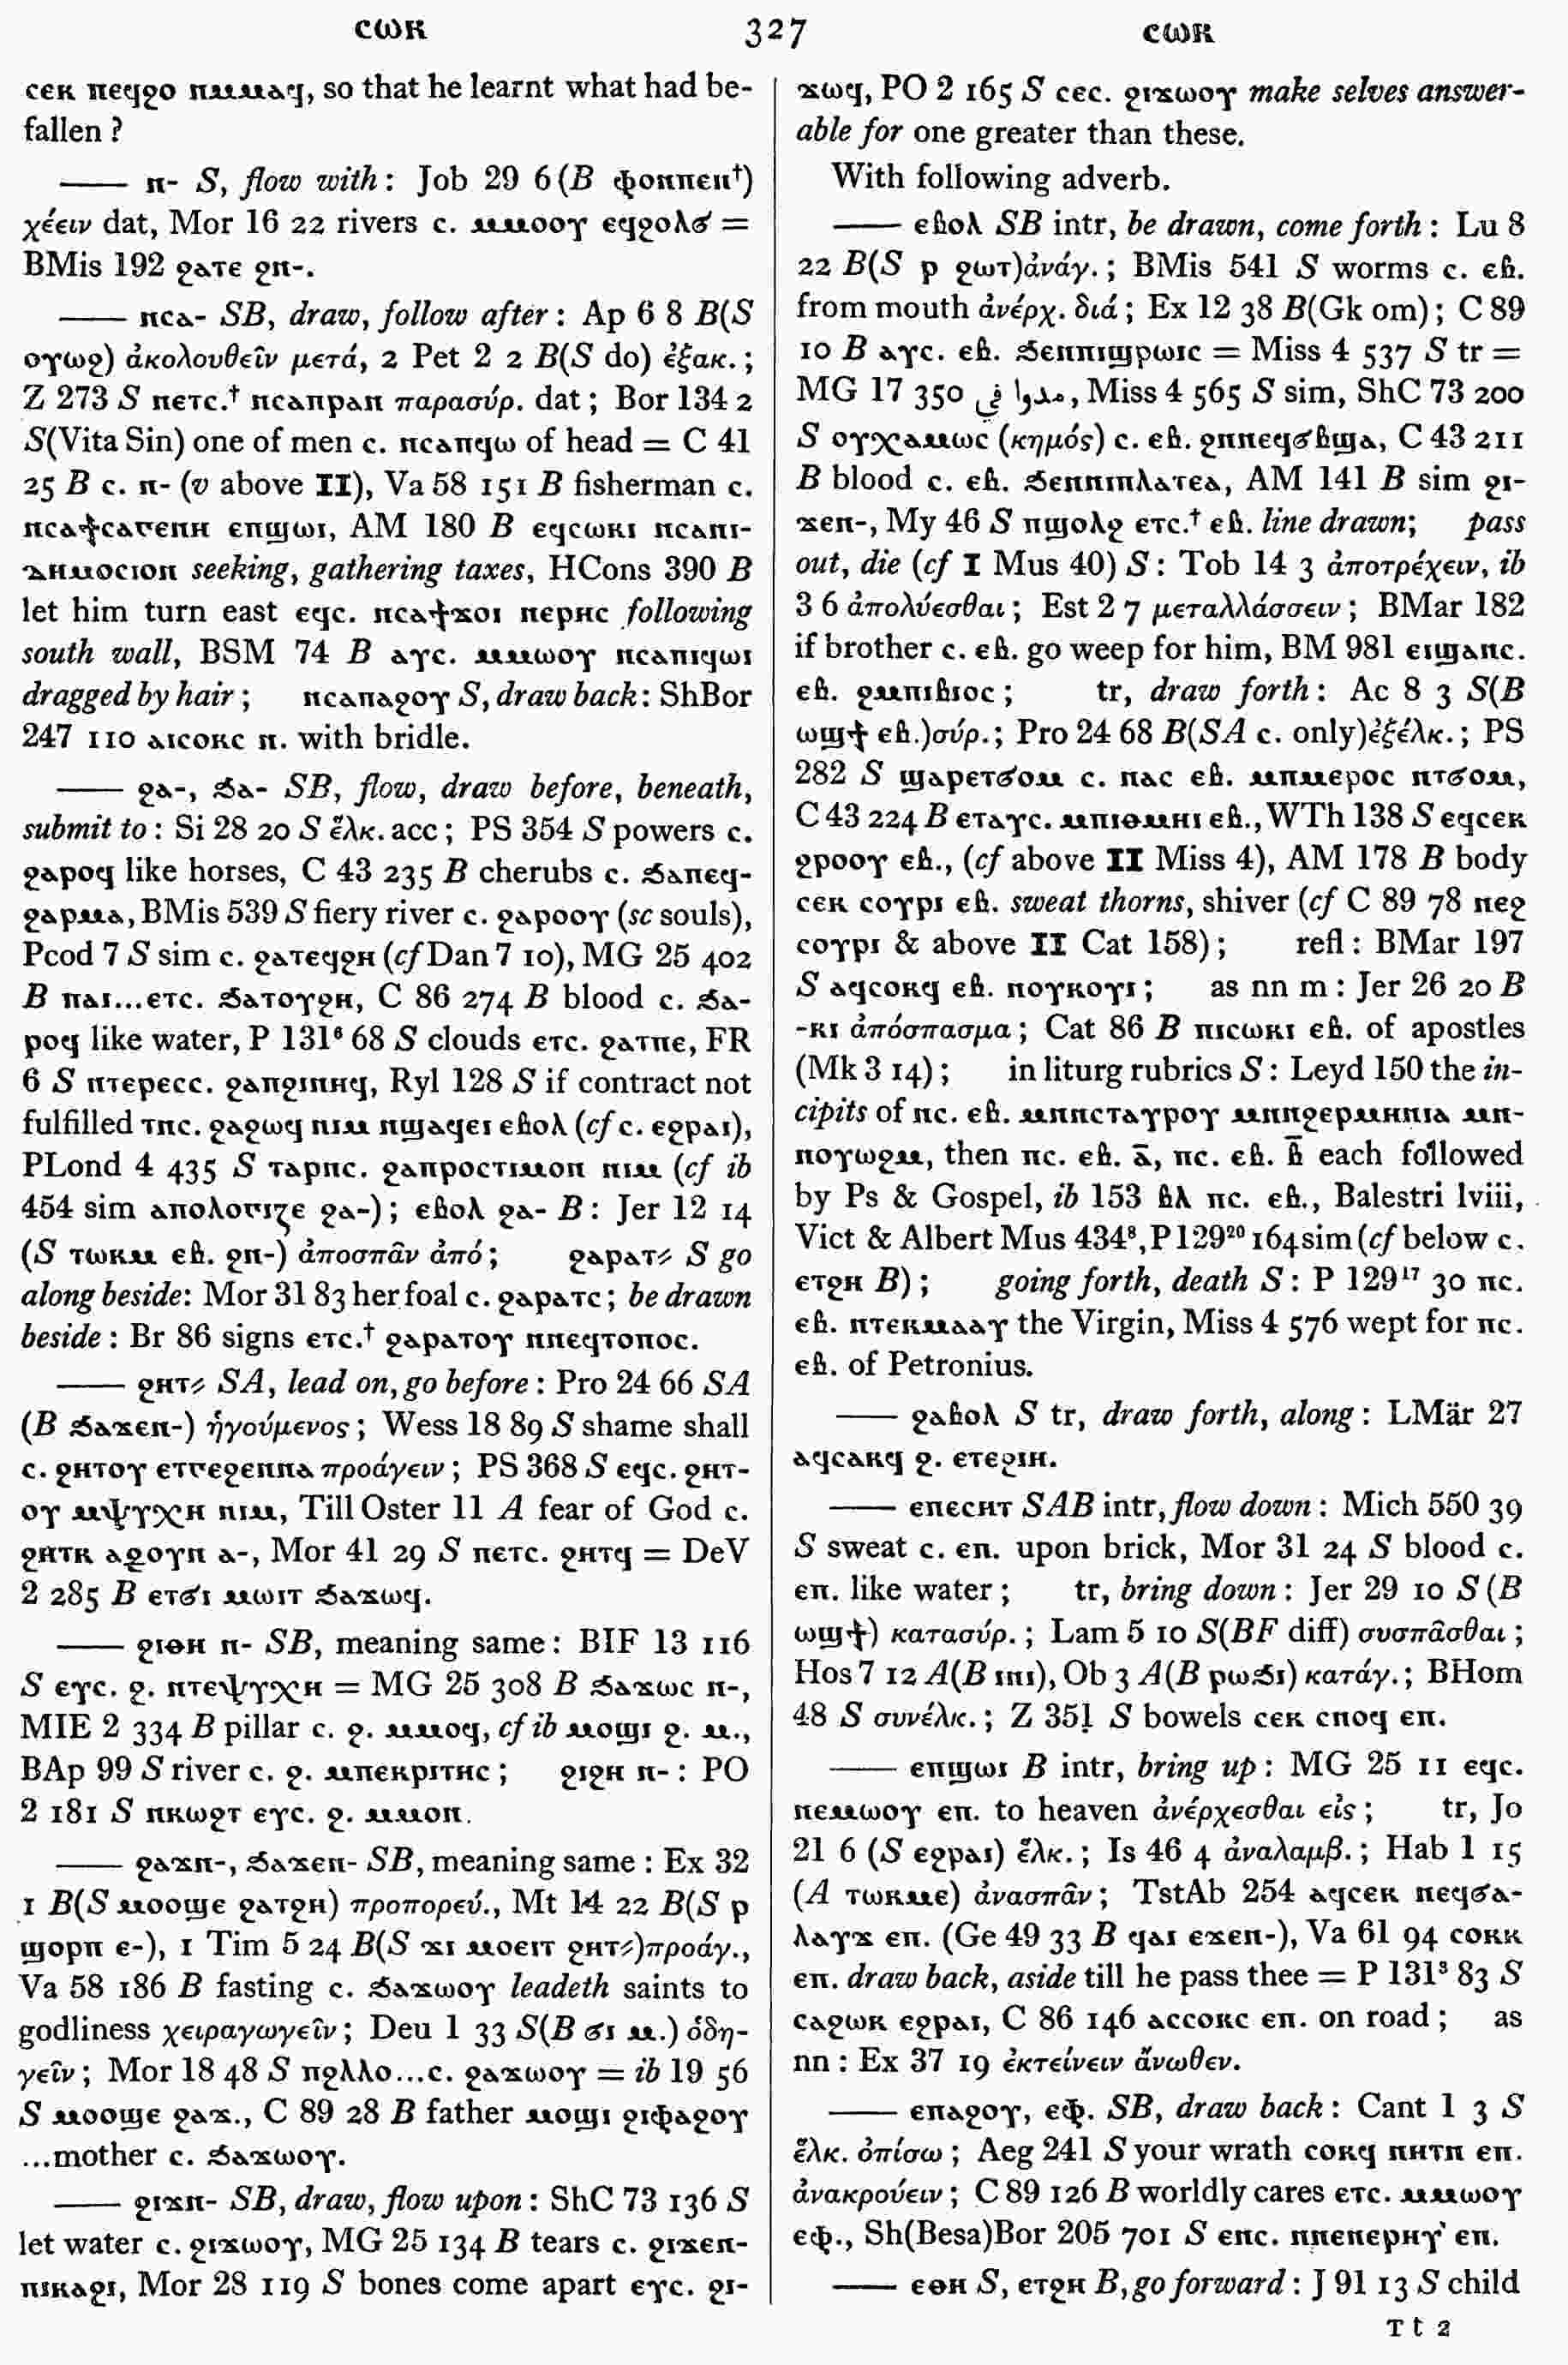 ⲥⲱⲕ 327 ⲥⲱⲕ
ⲥⲉⲕ ⲡⲉϥϩⲟ ⲛⲙⲙⲁϥ, so that he learnt what had be-
fallen ?
—— ⲛ- S, flow with : Job 29 6 (B ⲫⲟⲛⲡⲉⲛ†)
χέειν dat, Mor 16 22 rivers c. ⲙⲙⲟⲟⲩ ⲉϥϩⲟⲗϭ =
BMis 192 ϩⲁⲧⲉ ϩⲛ-.
—— ⲛⲥⲁ- SB, draw, follow after : Ap 6 8 B(S
ⲟⲩⲱϩ) ἀκολουθεῖν μετά, 2 Pet 2 2 B(S do) ἐξακ. ;
Z 273 S ⲡⲉⲧⲥ.† ⲛⲥⲁⲡⲣⲁⲛ παρασύρ. dat ; Bor 134 2
S(Vita Sin) one of men c. ⲛⲥⲁⲡϥⲱ of head = C 41
25 B c. ⲛ- (v above II), Va 58 151 B fisherman c.
ⲛⲥⲁϯⲥⲁⲅⲉⲛⲏ ⲉⲡϣⲱⲓ, AM 180 B ⲉϥⲥⲱⲕⲓ ⲛⲥⲁⲡⲓ-
ⲇⲏⲙⲟⲥⲓⲟⲛ seeking, gathering taxes, HCons 390 B
let him turn east ⲉϥⲥ. ⲛⲥⲁϯϫⲟⲓ ⲛⲉⲣⲏⲥ following
south wall, BSM 74 B ⲁⲩⲥ. ⲙⲙⲱⲟⲩ ⲛⲥⲁⲡⲓϥⲱⲓ
dragged by hair ; ⲛⲥⲁⲡⲁϩⲟⲩ S, draw back : ShBor
247 110 ⲁⲓⲥⲟⲕⲥ ⲛ. with bridle.
—— ϩⲁ-, ϧⲁ- SB, flow, draw before, beneath,
submit to : Si 28 20 S ἕλκ. acc ; PS 354 S powers c.
ϩⲁⲣⲟϥ like horses, C 43 235 B cherubs c. ϧⲁⲡⲉϥ-
ϩⲁⲣⲙⲁ, BMis 539 S fiery river c. ϩⲁⲣⲟⲟⲩ (sc souls),
Pcod 7 S sim c. ϩⲁⲧⲉϥϩⲏ (cf Dan 7 10), MG 25 402
B ⲛⲁⲓ...ⲉⲧⲥ. ϧⲁⲧⲟⲩϩⲏ, C 86 274 B blood c. ϧⲁ-
ⲣⲟϥ like water, P 131⁶ 68 S clouds ⲉⲧⲥ. ϩⲁⲧⲡⲉ, FR
6 S ⲛⲧⲉⲣⲉⲥⲥ. ϩⲁⲡϩⲓⲛⲏϥ, Ryl 128 S if contract not
fulfilled ⲧⲛⲥ. ϩⲁϩⲱϥ ⲛⲓⲙ ⲛϣⲁϥⲉⲓ ⲉⲃⲟⲗ (cf c. ⲉϩⲣⲁⲓ),
PLond 4 435 S ⲧⲁⲣⲛⲥ. ϩⲁⲡⲣⲟⲥⲧⲓⲙⲟⲛ ⲛⲓⲙ (cf ib
454 sim ⲁⲡⲟⲗⲟⲅⲓⲍⲉ ϩⲁ-) ; ⲉⲃⲟⲗ ϩⲁ- B : Jer 12 14
(S ⲧⲱⲕⲙ ⲉⲃ. ϩⲛ-) ἀποσπᾶν ἀπό ; ϩⲁⲣⲁⲧ⸗ S go
along beside : Mor 31 83 her foal c. ϩⲁⲣⲁⲧⲥ ; be drawn
beside : Br 86 signs ⲉⲧⲥ.† ϩⲁⲣⲁⲧⲟⲩ ⲛⲛⲉϥⲧⲟⲡⲟⲥ.
—— ϩⲏⲧ⸗ SA, lead on, go before : Pro 24 66 SA
(B ϧⲁϫⲉⲛ-) ἡγούμενος ; Wess 18 89 S shame shall
c. ϩⲏⲧⲟⲩ ⲉⲧⲅⲉϩⲉⲛⲛⲁ προάγειν ; PS 368 S ⲉϥⲥ. ϩⲏⲧ-
ⲟⲩ ⲙⲯⲩⲭⲏ ⲛⲓⲙ, Till Oster 11 A fear of God c.
ϩⲏⲧⲕ ⲁϩⲟⲩⲛ ⲁ-, Mor 41 29 S ⲡⲉⲧⲥ. ϩⲏⲧϥ = DeV
2 285 B ⲉⲧϭⲓ ⲙⲱⲓⲧ ϧⲁϫⲱϥ.
—— ϩⲓⲑⲏ ⲛ- SB, meaning same : BIF 13 116
S ⲉⲩⲥ. ϩ. ⲛⲧⲉⲯⲩⲭⲏ = MG 25 308 B ϧⲁϫⲱⲥ ⲛ-,
MIE 2 334 B pillar c. ϩ. ⲙⲙⲟϥ, cf ib ⲙⲟϣⲓ ϩ. ⲙ.,
BAp 99 S river c. ϩ. ⲙⲡⲉⲕⲣⲓⲧⲏⲥ ; ϩⲓϩⲏ ⲛ- : PO
2 181 S ⲡⲕⲱϩⲧ ⲉⲩⲥ. ϩ. ⲙⲙⲟⲛ.
—— ϩⲁϫⲛ-, ϧⲁϫⲉⲛ- SB, meaning same : Ex 32
1 B(S ⲙⲟⲟϣⲉ ϩⲁⲧϩⲏ) προπορεύ., Mt 14 22 B(S ⲣ
ϣⲟⲣⲡ ⲉ-), 1 Tim 5 24 B(S ϫⲓ ⲙⲟⲉⲓⲧ ϩⲏⲧ⸗) προάγ.,
Va 58 186 B fasting c. ϧⲁϫⲱⲟⲩ leadeth saints to
godliness χειραγωγεῖν ; Deu 1 33 S(B ϭⲓ ⲙ.) ὁδη-
γεῖν ; Mor 18 48 S ⲡϩⲗⲗⲟ...c. ϩⲁϫⲱⲟⲩ = ib 19 56
S ⲙⲟⲟϣⲉ ϩⲁϫ., C 89 28 B father ⲙⲟϣⲓ ϩⲓⲫⲁϩⲟⲩ
...mother c. ϧⲁϫⲱⲟⲩ.
—— ϩⲓϫⲛ- SB, draw, flow upon : ShC 73 136 S
let water c. ϩⲓϫⲱⲟⲩ, MG 25 134 B tears c. ϩⲓϫⲉⲛ-
ⲡⲓⲕⲁϩⲓ, Mor 28 119 S bones come apart ⲉⲩⲥ. ϩⲓ-
ϫⲱϥ, PO 2 165 S ⲥⲉⲥ. ϩⲓϫⲱⲟⲩ make selves answer-
able for one greater than these.
With following adverb.
—— ⲉⲃⲟⲗ SB intr, be drawn, come forth : Lu 8
22 B(S ⲣ ϩⲱⲧ) ἀνάγ. ; BMis 541 S worms c. ⲉⲃ.
from mouth ἀνέρχ. διά ; Ex 12 38 B(Gk om) ; C 89
10 B ⲁⲩⲥ. ⲉⲃ. ϧⲉⲛⲡⲓϣⲣⲱⲓⲥ = Miss 4 537 S tr =
MG 17 350 مدوا في, Miss 4 565 S sim, ShC 73 200
S ⲟⲩⲭⲁⲙⲱⲥ (κημός) c. ⲉⲃ. ϩⲛⲛⲉϥϭⲃϣⲁ, C 43 211
B blood c. ⲉⲃ. ϧⲉⲛⲛⲓⲡⲗⲁⲧⲉⲁ, AM 141 B sim ϩⲓ-
ϫⲉⲛ-, My 46 S ⲡϣⲟⲗϩ ⲉⲧⲥ.† ⲉⲃ. line drawn; pass
out, die (cf I Mus 40) S : Tob 14 3 ἀποτρέχειν, ib
3 6 ἀπολύεσθαι ; Est 2 7 μεταλλάσσειν ; BMar 182
if brother c. ⲉⲃ. go weep for him, BM 981 ⲉⲓϣⲁⲛⲥ.
ⲉⲃ. ϩⲙⲡⲓⲃⲓⲟⲥ ; tr, draw forth : Ac 8 3 S(B
ⲱϣϯ ⲉⲃ.) σύρ. ; Pro 24 68 B(SA c. only) ἐξέλκ. ; PS
282 S ϣⲁⲣⲉⲧϭⲟⲙ c. ⲛⲁⲥ ⲉⲃ. ⲙⲡⲙⲉⲣⲟⲥ ⲛⲧϭⲟⲙ,
C 43 224 B ⲉⲧⲁⲩⲥ. ⲙⲡⲓⲑⲙⲏⲓ ⲉⲃ., WTh 138 S ⲉϥⲥⲉⲕ
ϩⲣⲟⲟⲩ ⲉⲃ., (cf above II Miss 4), AM 178 B body
ⲥⲉⲕ ⲥⲟⲩⲣⲓ ⲉⲃ. sweat thorns, shiver (cf C 89 78 ⲛⲉϩ
ⲥⲟⲩⲣⲓ & above II Cat 158) ; refl : BMar 197
S ⲁϥⲥⲟⲕϥ ⲉⲃ. ⲛⲟⲩⲕⲟⲩⲓ ; as nn m : Jer 26 20 B
-ⲕⲓ ἀπόσπασμα ; Cat 86 B ⲡⲓⲥⲱⲕⲓ ⲉⲃ. of apostles
(Mk 3 14) ; in liturg rubrics S : Leyd 150 the in-
cipits of ⲡⲥ. ⲉⲃ. ⲙⲡⲡⲥⲧⲁⲩⲣⲟⲩ ⲙⲡⲡϩⲉⲣⲙⲏⲛⲓⲁ ⲙⲡ-
ⲡⲟⲩⲱϩⲙ, then ⲡⲥ. ⲉⲃ. ⲁ̅, ⲡⲥ. ⲉⲃ. ⲃ̅ each followed
by Ps & Gospel, ib 153 ⲃⲗ ⲡⲥ. ⲉⲃ., Balestri lviii,
Vict & Albert Mus 434⁸, P 129²⁰ 164 sim (cf below c.
ⲉⲧϩⲏ B) ; going forth, death S : P 129¹⁷ 30 ⲡⲥ.
ⲉⲃ. ⲛⲧⲉⲕⲙⲁⲁⲩ the Virgin, Miss 4 576 wept for ⲡⲥ.
ⲉⲃ. of Petronius.
—— ϩⲁⲃⲟⲗ S tr, draw forth, along : LMär 27
ⲁϥⲥⲁⲕϥ ϩ. ⲉⲧⲉϩⲓⲏ.
—— ⲉⲡⲉⲥⲏⲧ SAB intr, flow down : Mich 550 39
S sweat c. ⲉⲡ. upon brick, Mor 31 24 S blood c.
ⲉⲡ. like water ; tr, bring down : Jer 29 10 S (B
ⲱϣϯ) κατασύρ. ; Lam 5 10 S(BF diff) συσπᾶσθαι ;
Hos 7 12 A(B ⲓⲛⲓ), Ob 3 A(B ⲣⲱϧⲓ) κατάγ. ; BHom
48 S συνέλκ. ; Z 351 S bowels ⲥⲉⲕ ⲥⲛⲟϥ ⲉⲡ.
—— ⲉⲡϣⲱⲓ B intr, bring up : MG 25 11 ⲉϥⲥ.
ⲛⲉⲙⲱⲟⲩ ⲉⲡ. to heaven ἀνέρχεσθαι εἰς ; tr, Jo
21 6 (S ⲉϩⲣⲁⲓ) ἕλκ. ; Is 46 4 ἀναλαμβ. ; Hab 1 15
(A ⲧⲱⲕⲙⲉ) ἀνασπᾶν ; TstAb 254 ⲁϥⲥⲉⲕ ⲛⲉϥϭⲁ-
ⲗⲁⲩϫ ⲉⲡ. (Ge 49 33 B ϥⲁⲓ ⲉϫⲉⲛ-), Va 61 94 ⲥⲟⲕⲕ
ⲉⲡ. draw back, aside till he pass thee = P 131³ 83 S
ⲥⲁϩⲱⲕ ⲉϩⲣⲁⲓ, C 86 146 ⲁⲥⲥⲟⲕⲥ ⲉⲡ. on road ; as
nn : Ex 37 19 ἐκτείνειν ἄνωθεν.
—— ⲉⲡⲁϩⲟⲩ, ⲉⲫ. SB, draw back : Cant 1 3 S
ἕλκ. ὀπίσω ; Aeg 241 S your wrath ⲥⲟⲕϥ ⲛⲏⲧⲛ ⲉⲡ.
ἀνακρούειν ; C 89 126 B worldly cares ⲉⲧⲥ. ⲙⲙⲱⲟⲩ
ⲉⲫ., Sh(Besa)Bor 205 701 S ⲉⲛⲥ. ⲛⲛⲉⲛⲉⲣⲏⲩ ⲉⲡ.
—— ⲉⲑⲏ S, ⲉⲧϩⲏ B, go forward : J 91 13 S child
T t 2